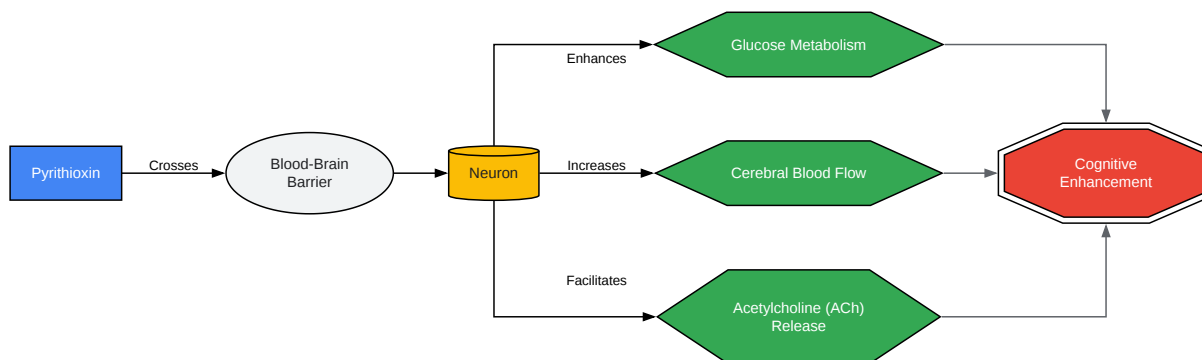 Pyrithioxin
Crosses
Blood-Brain
Barrier
Neuron
Enhances
Increases
Facilitates
Glucose Metabolism
Cerebral Blood Flow
Acetylcholine (ACh)
Release
Cognitive
Enhancement